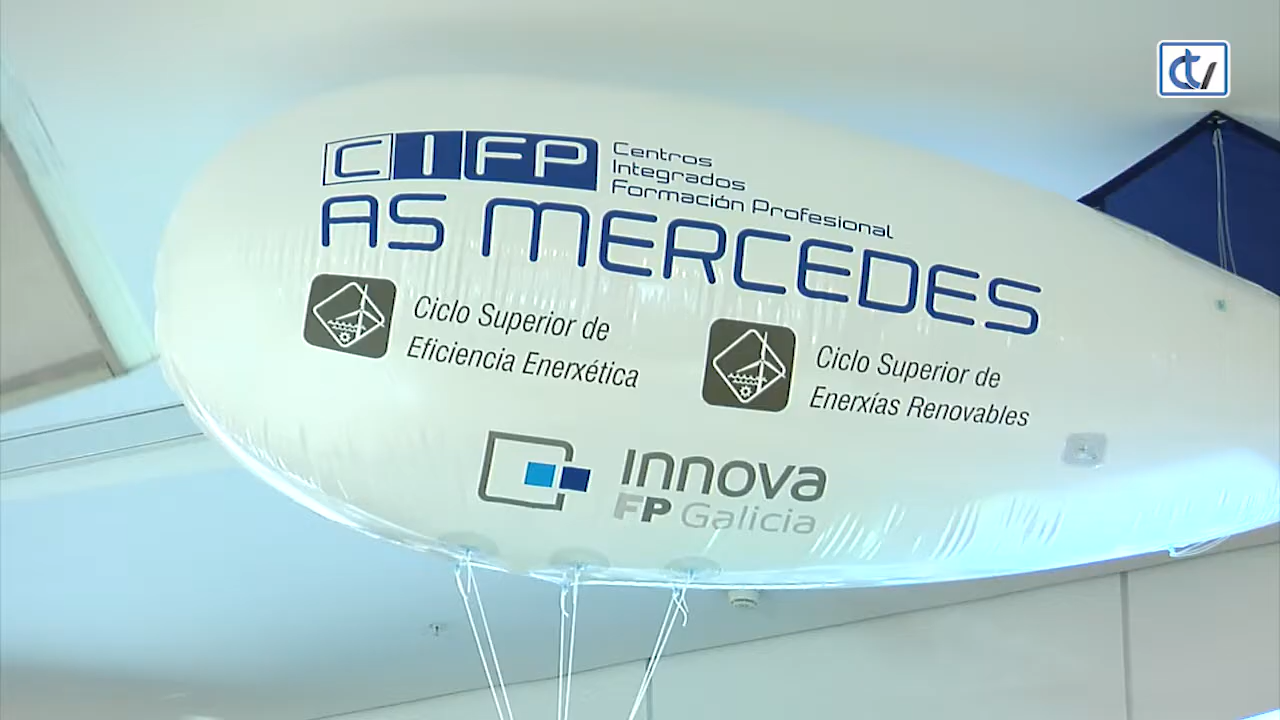 CIFP
Centros
Integrados
Formación Profesional
AS MERCEDES
Ciclo Superior de
Eficiencia Enerxética
Ciclo Superior de
Enerxías Renovables
innova
FP Galicia
CTV